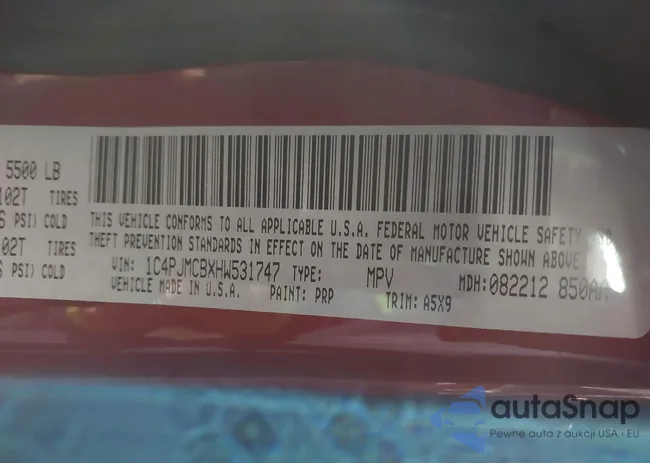 5500 LB
102T TIRES
PSI) COLD
02T TIRES
PSI) COLD
THIS VEHICLE CONFORMS TO ALL APPLICABLE U.S.A. FEDERAL MOTOR VEHICLE SAFETY AND
THEFT PREVENTION STANDARDS IN EFFECT ON THE DATE OF MANUFACTURE SHOWN ABOVE
VIN: 1C4PJMCBXHW531747 TYPE: MPV MDH: 082212 850AA
VEHICLE MADE IN U.S.A. PAINT: PRP TRIM: A5X9
autoSnap
Pewne auta z aukcji USA i EU